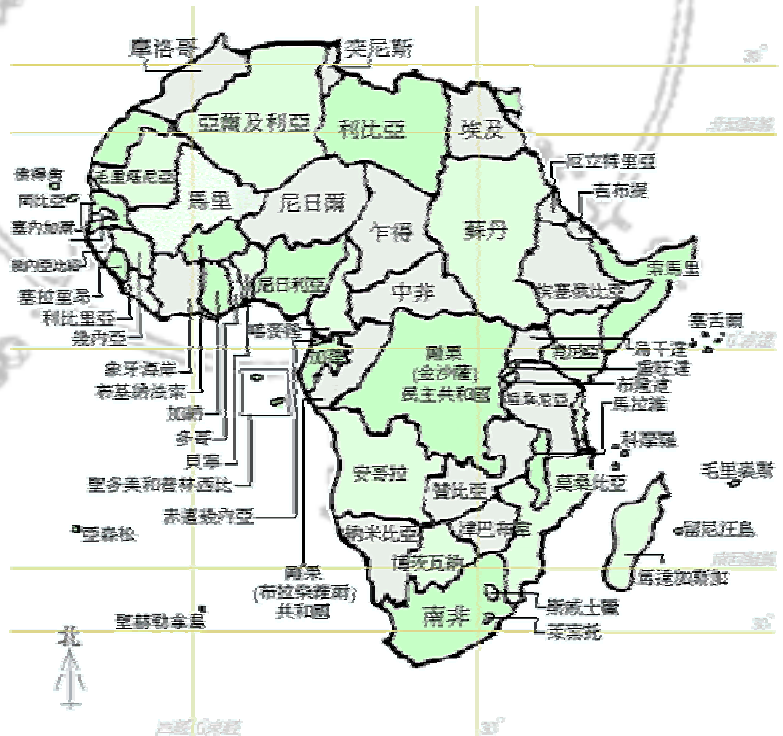 摩洛哥
突尼斯
30°
亞爾及利亞
利比亞
埃及
厄立特里亞
吉布提
毛里塔尼亞
岡比亞
馬里
尼日爾
乍得
蘇丹
塞內加爾
索馬里
埃塞俄比亞
尼日利亞
中非
塞拉里昂
利比里亞
幾內亞
喀麥隆
塞舌爾
加蓬
肯尼亞
烏干達
盧旺達
布隆迪
剛果
(金沙薩)
民主共和國
象牙海岸
布基納法索
加納
多哥
貝寧
坦桑尼亞
馬拉維
科摩羅
聖多美和普林西比
赤道幾內亞
安哥拉
贊比亞
莫桑比亞
毛里裘斯
亞森松
納米比亞
津巴布韋
博茨瓦納
留尼汪島
馬達加斯加
剛果
(布拉柴維爾)
共和國
南非
斯威士蘭
萊索托
聖赫勒拿島
30°
北
30°